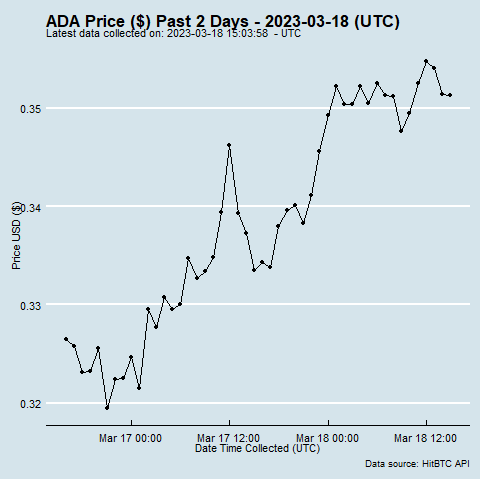 ADA Price ($) Past 2 Days - 2023-03-18 (UTC)
Latest data collected on: 2023-03-18 15:03:58 - UTC
Price USD ($)
0.35
0.34
0.33
0.32
Mar 17 00:00 Mar 17 12:00 Mar 18 00:00 Mar 18 12:00
Date Time Collected (UTC)
Data source: HitBTC API